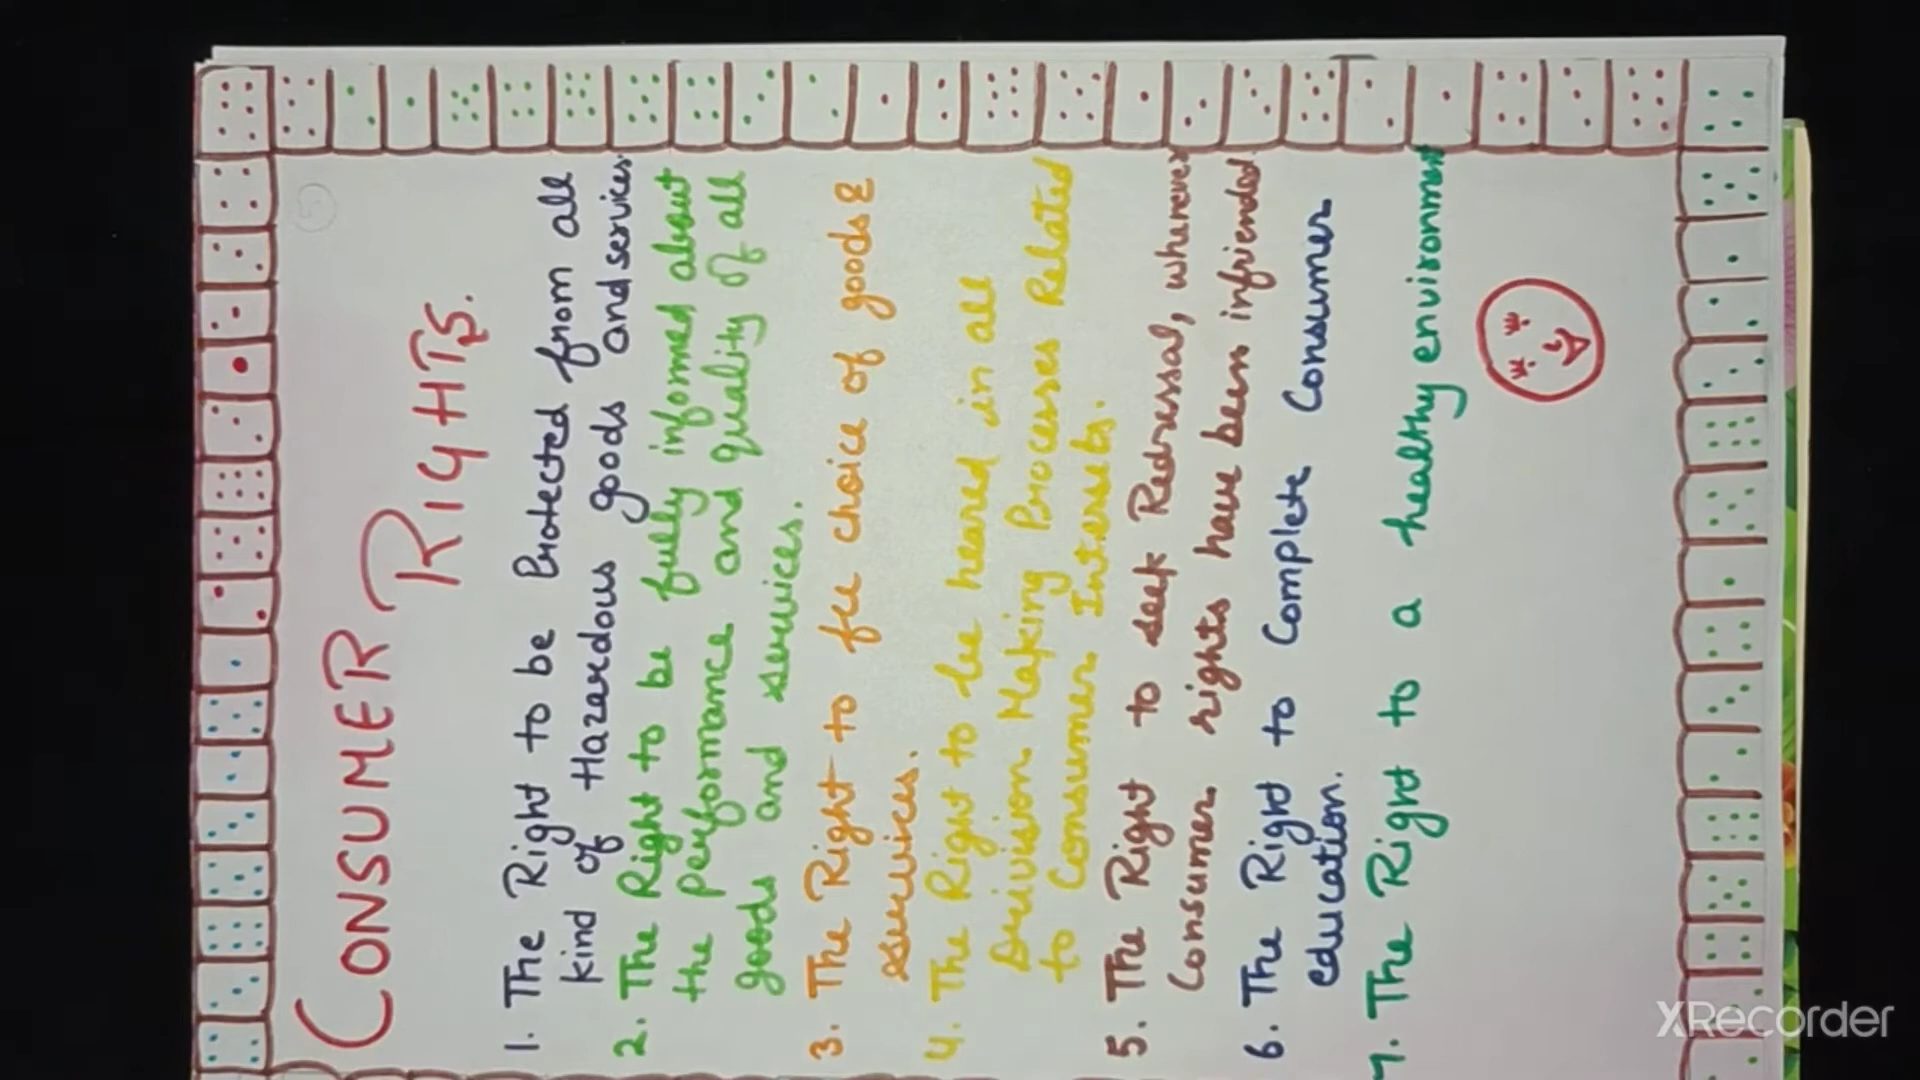 CONSUMER
RIGHTS.
1. The Right to be Protected from all
kind of Hazardous goods and services.
2. The Right to be fully informed about
the performance and quality of all
goods and services.
3. The Right to fee choice of goods &
services.
4. The Right to be heared in all
Making Processes Related
to Consumer Interests.
5. The Right to seek Redressal, wherever
Consumer rights have been infriended
6. The Right to Complete Consumer
education.
7. The Right to a healthy environment
XRecorder